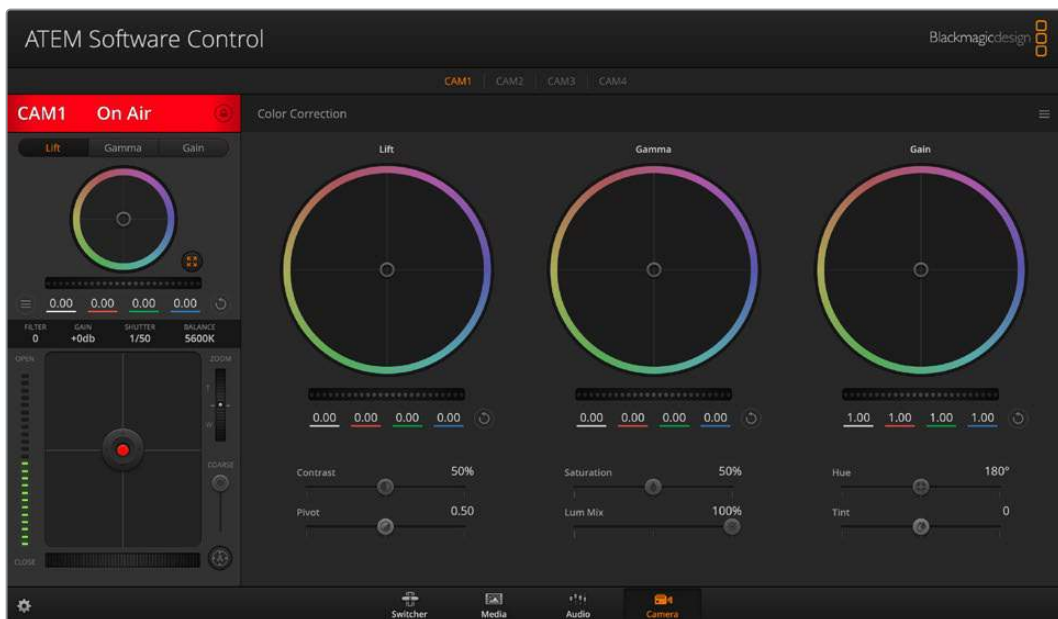 ATEM Software Control
Blackmagicdesign
CAM1 CAM2 CAM3 CAM4
CAM1 On Air
Color Correction
Lift Gamma Gain
Lift Gamma Gain
0.00 0.00 0.00 0.00
FILTER GAIN SHUTTER BALANCE
0 +0db 1/50 5600K
OPEN ZOOM
T
W
COARSE
CLOSE
0.00 0.00 0.00 0.00 0.00 0.00 0.00 0.00 1.00 1.00 1.00 1.00
Contrast 50% Saturation 50% Hue 180°
Pivot 0.50 Lum Mix 100% Tint 0
Switcher Media Audio Camera